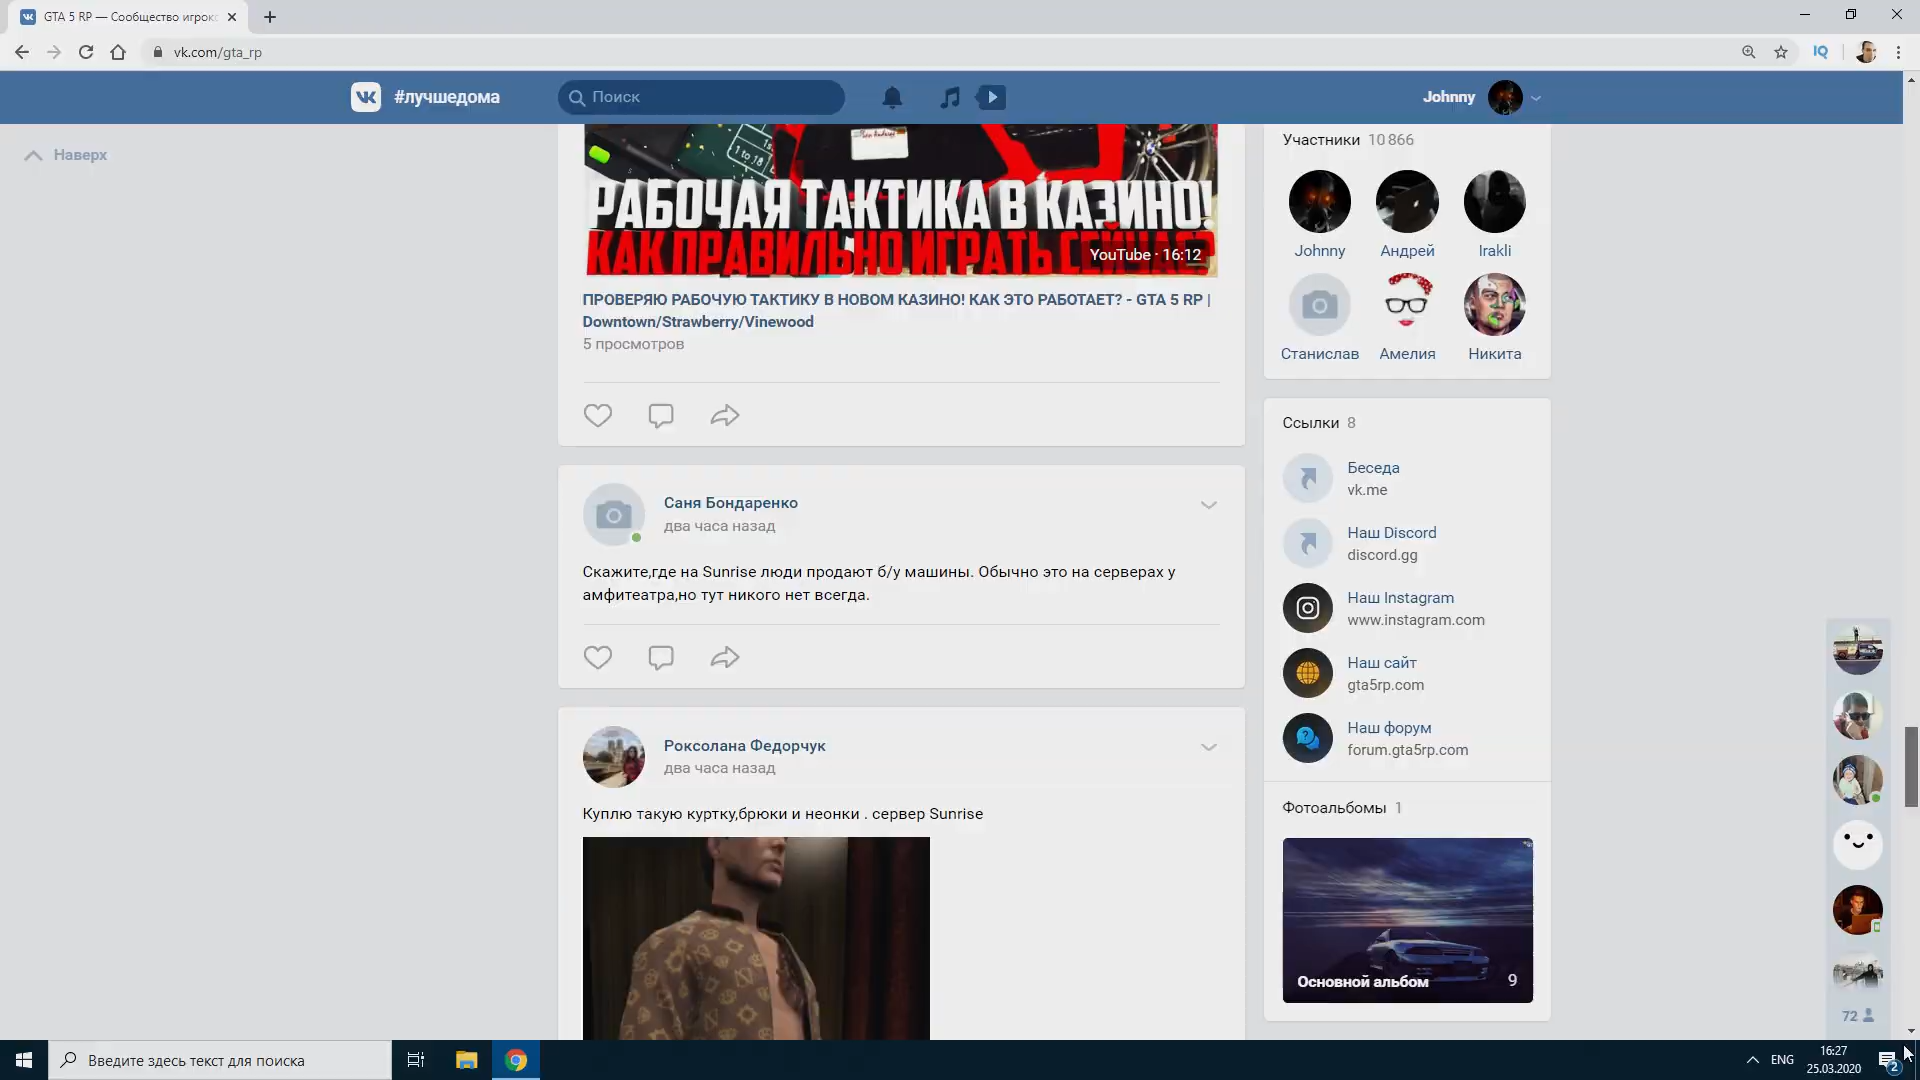 GTA 5 RP — Сообщество игрок
vk.com/gta_rp
IQ
#лучшедома
Поиск
Johnny
Наверх
1 to 18
РАБОЧАЯ ТАКТИКА В КАЗИНО!
КАК ПРАВИЛЬНО ИГРАТЬ СЕЙЧАС?
YouTube · 16:12
ПРОВЕРЯЮ РАБОЧУЮ ТАКТИКУ В НОВОМ КАЗИНО! КАК ЭТО РАБОТАЕТ? - GTA 5 RP |
Downtown/Strawberry/Vinewood
5 просмотров
Саня Бондаренко
два часа назад
Скажите,где на Sunrise люди продают б/у машины. Обычно это на серверах у
амфитеатра,но тут никого нет всегда.
Роксолана Федорчук
два часа назад
Куплю такую куртку,брюки и неонки . сервер Sunrise
Участники 10 866
Johnny Андрей Irakli
Станислав Амелия Никита
Ссылки 8
Беседа
vk.me
Наш Discord
discord.gg
Наш Instagram
www.instagram.com
Наш сайт
gta5rp.com
Наш форум
forum.gta5rp.com
Фотоальбомы 1
Основной альбом 9
72
Введите здесь текст для поиска
ENG
16:27
25.03.2020
2